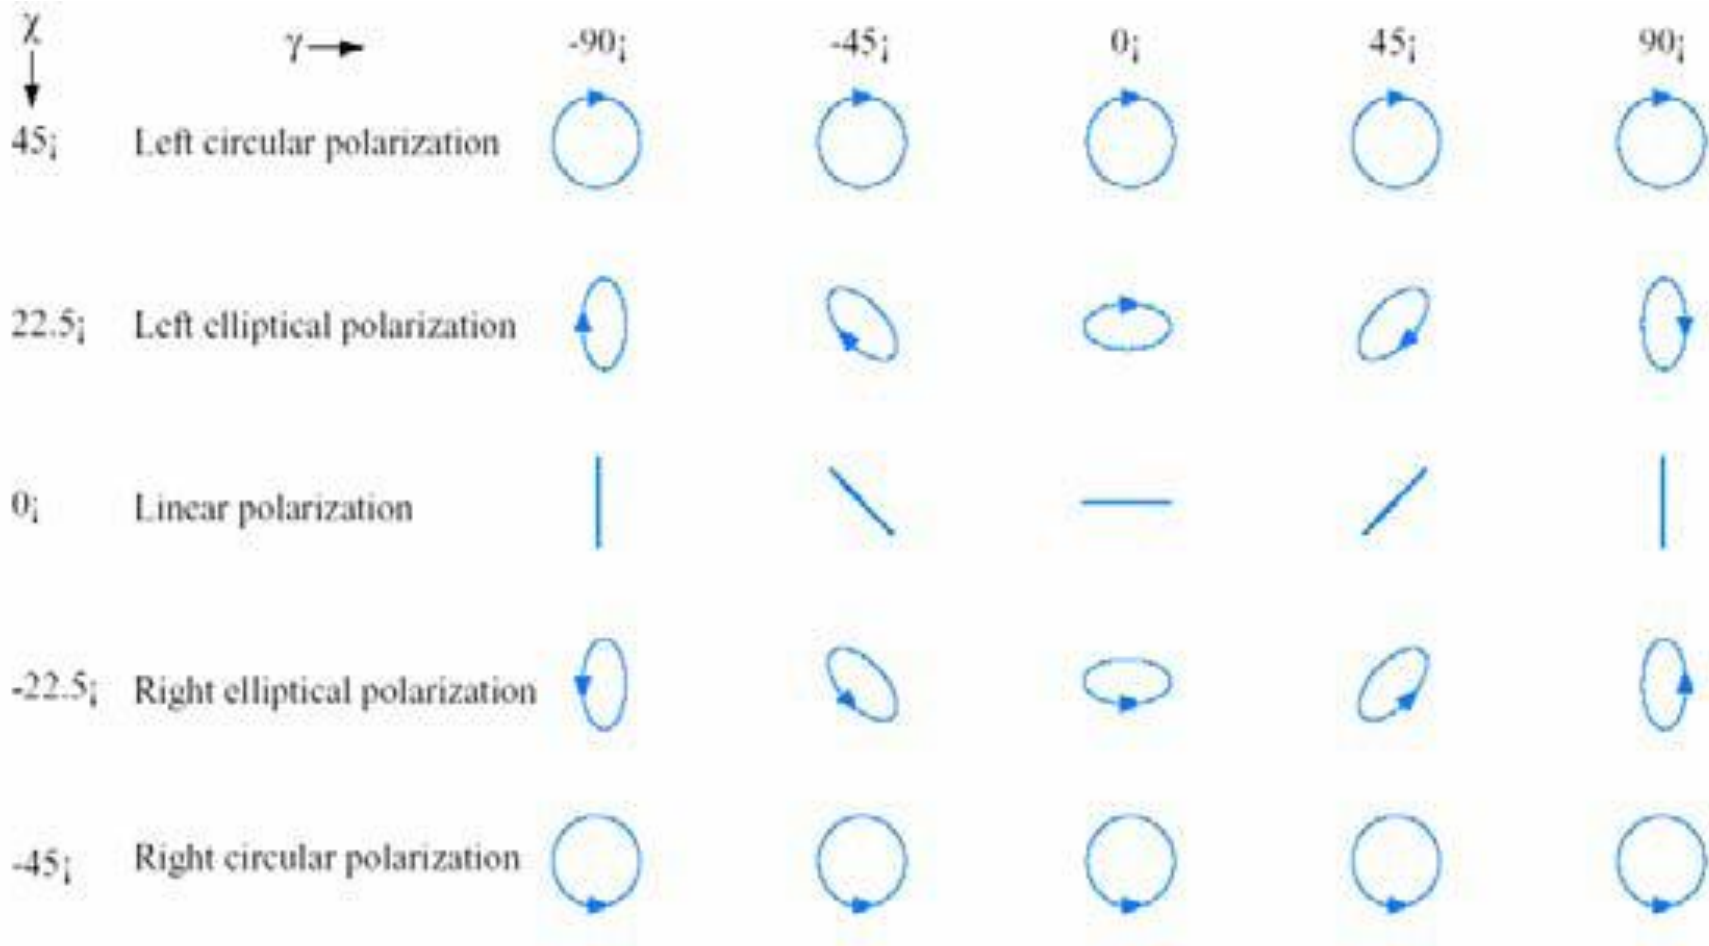 χ
γ -90¡ -45¡ 0¡ 45¡ 90¡
45¡ Left circular polarization
22.5¡ Left elliptical polarization
0¡ Linear polarization
-22.5¡ Right elliptical polarization
-45¡ Right circular polarization